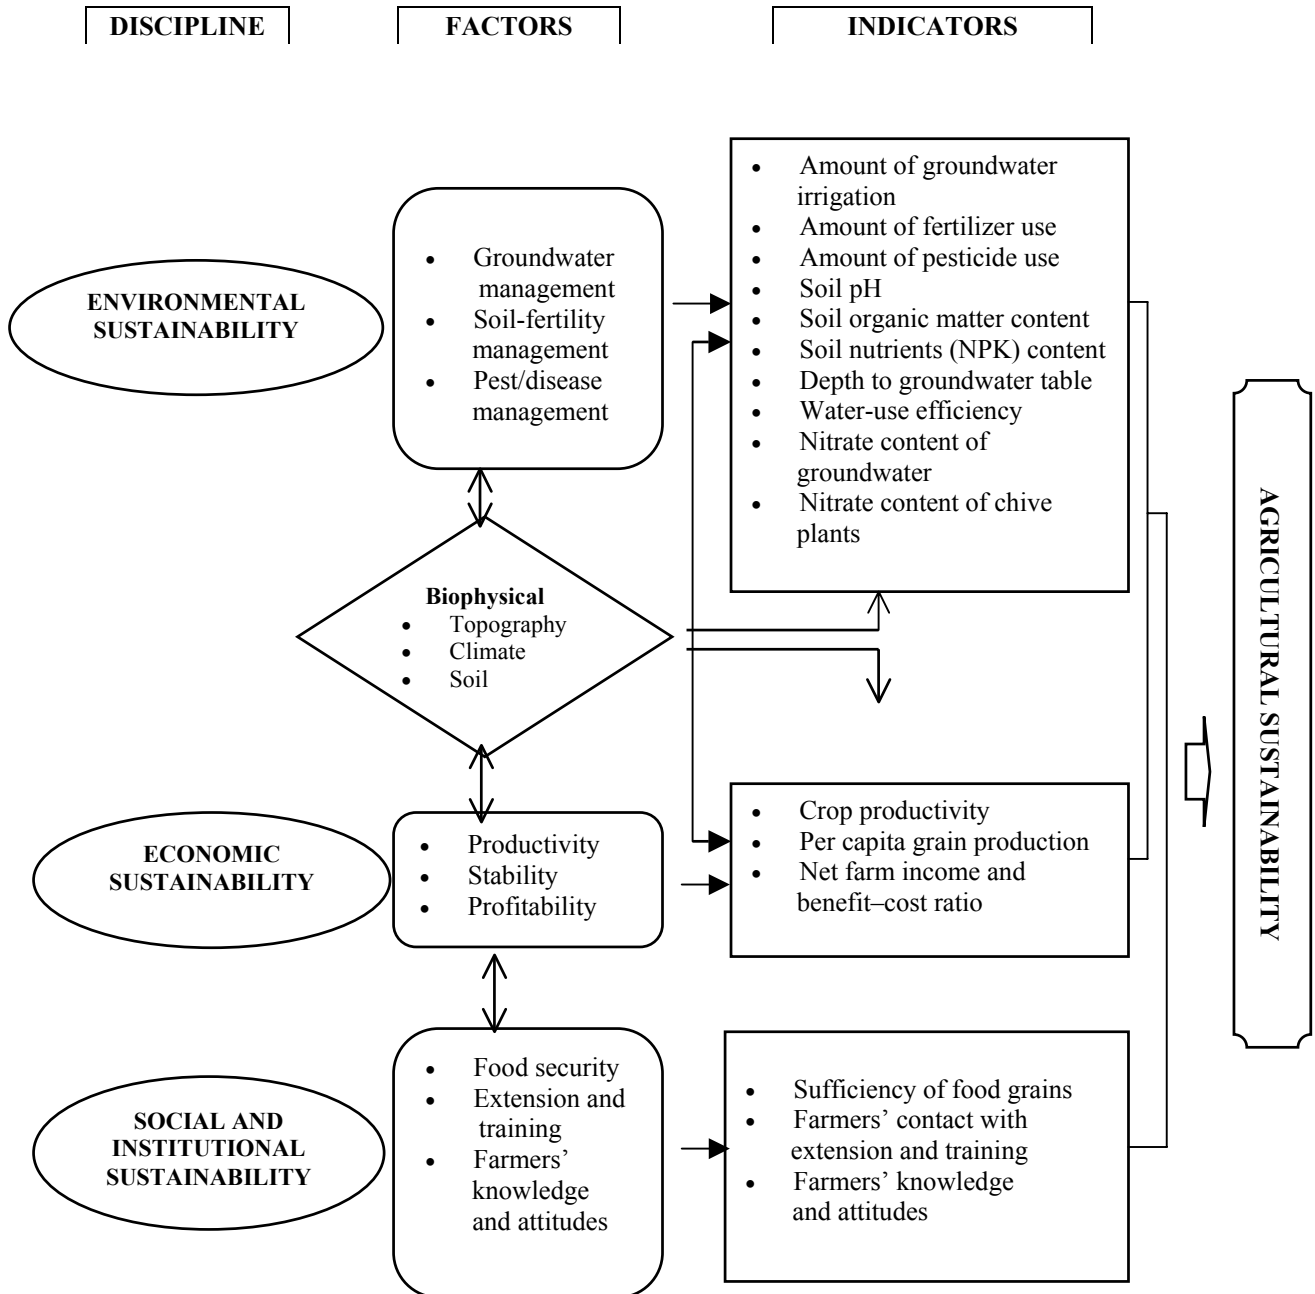 DISCIPLINE
FACTORS
INDICATORS
ENVIRONMENTAL
SUSTAINABILITY
• Groundwater
management
• Soil-fertility
management
• Pest/disease
management
• Amount of groundwater
irrigation
• Amount of fertilizer use
• Amount of pesticide use
• Soil pH
• Soil organic matter content
• Soil nutrients (NPK) content
• Depth to groundwater table
• Water-use efficiency
• Nitrate content of
groundwater
• Nitrate content of chive
plants
Biophysical
• Topography
• Climate
• Soil
ECONOMIC
SUSTAINABILITY
• Productivity
• Stability
• Profitability
• Crop productivity
• Per capita grain production
• Net farm income and
benefit–cost ratio
SOCIAL AND
INSTITUTIONAL
SUSTAINABILITY
• Food security
• Extension and
training
• Farmers’
knowledge
and attitudes
• Sufficiency of food grains
• Farmers’ contact with
extension and training
• Farmers’ knowledge
and attitudes
AGRICULTURAL SUSTAINABILITY